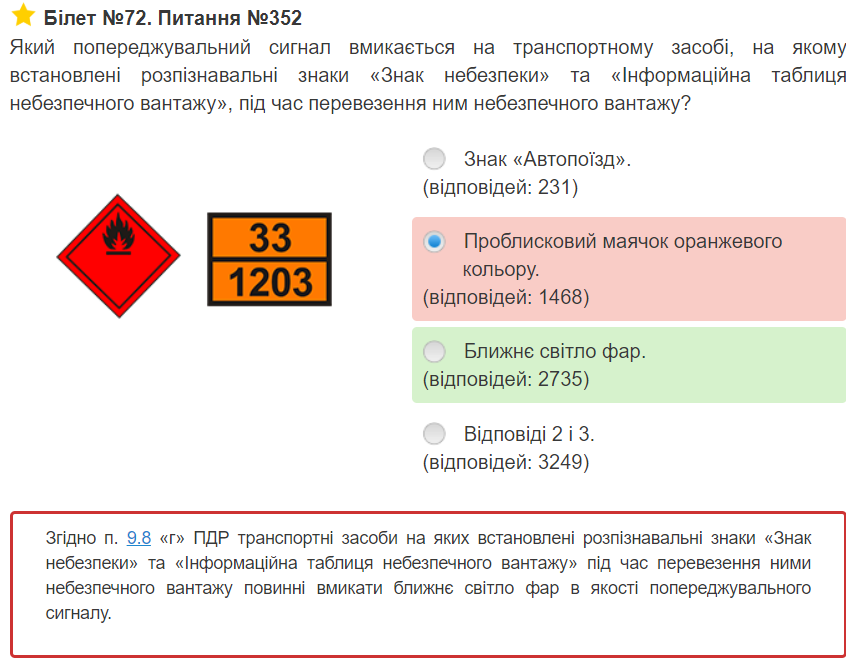 Білет №72. Питання №352
Який попереджувальний сигнал вмикається на транспортному засобі, на якому
встановлені розпізнавальні знаки «Знак небезпеки» та «Інформаційна таблиця
небезпечного вантажу», під час перевезення ним небезпечного вантажу?
33
1203
Знак «Автопоїзд».
(відповідей: 231)
Проблисковий маячок оранжевого
кольору.
(відповідей: 1468)
Ближнє світло фар.
(відповідей: 2735)
Відповіді 2 і 3.
(відповідей: 3249)
Згідно п. 9.8 «г» ПДР транспортні засоби на яких встановлені розпізнавальні знаки «Знак
небезпеки» та «Інформаційна таблиця небезпечного вантажу» під час перевезення ними
небезпечного вантажу повинні вмикати ближнє світло фар в якості попереджувального
сигналу.